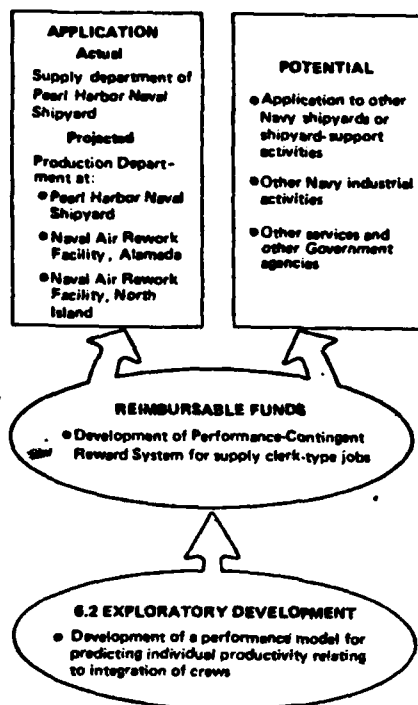 APPLICATION
Actual
Supply department of
Pearl Harbor Naval
Shipyard
Projected
Production Depart-
ment at:
● Pearl Harbor Naval
Shipyard
● Naval Air Rework
Facility, Alameda
● Naval Air Rework
Facility, North
Island
POTENTIAL
● Application to other
Navy shipyards or
shipyard-support
activities
● Other Navy industrial
activities
● Other services and
other Government
agencies
REIMBURSABLE FUNDS
● Development of Performance-Contingent
Reward System for supply clerk-type jobs
6.2 EXPLORATORY DEVELOPMENT
● Development of a performance model for
predicting individual productivity relating
to integration of crews